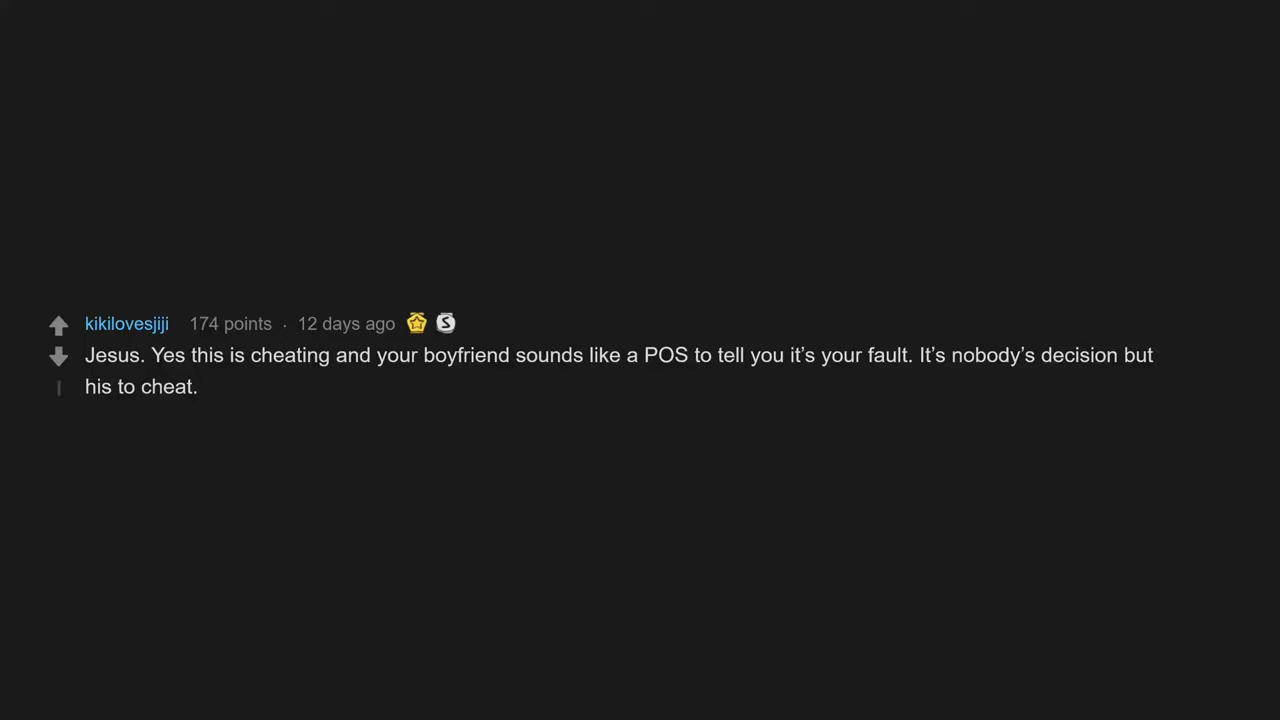 kikilovesjiji 174 points · 12 days ago S
Jesus. Yes this is cheating and your boyfriend sounds like a POS to tell you it’s your fault. It’s nobody’s decision but
his to cheat.